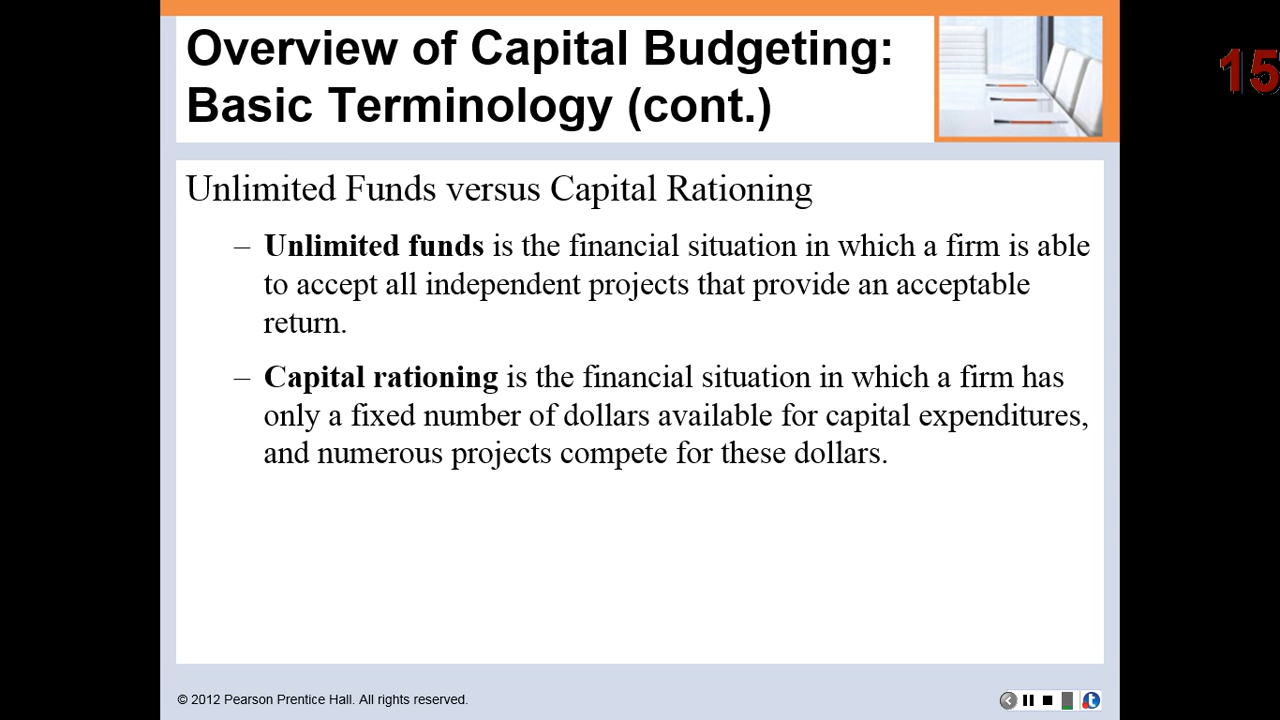 Overview of Capital Budgeting:
Basic Terminology (cont.)
15
Unlimited Funds versus Capital Rationing
– Unlimited funds is the financial situation in which a firm is able
to accept all independent projects that provide an acceptable
return.
– Capital rationing is the financial situation in which a firm has
only a fixed number of dollars available for capital expenditures,
and numerous projects compete for these dollars.
© 2012 Pearson Prentice Hall. All rights reserved.
t